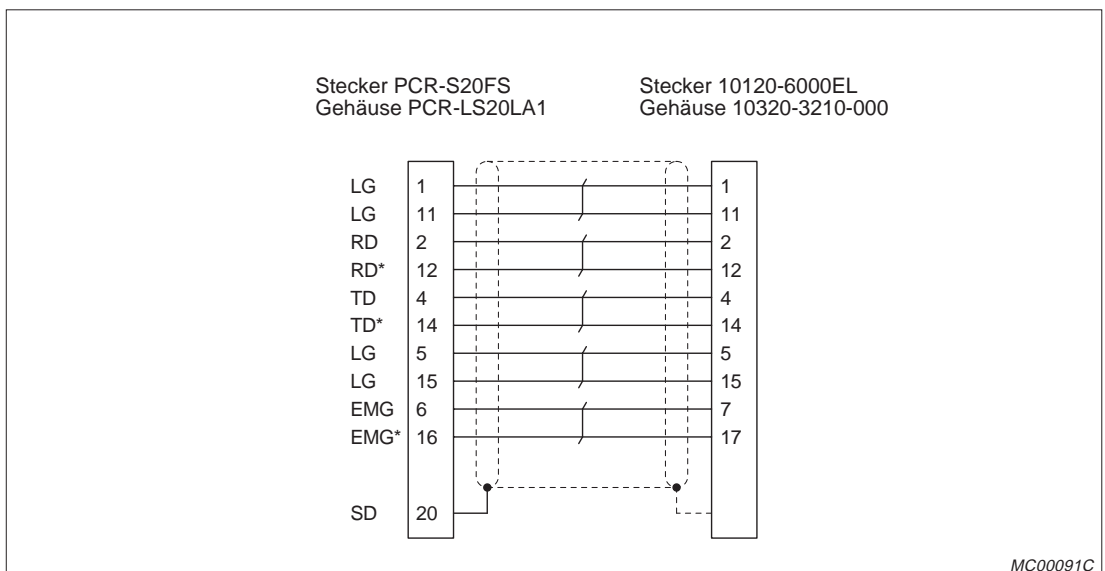 Stecker PCR-S20FS
Gehäuse PCR-LS20LA1
Stecker 10120-6000EL
Gehäuse 10320-3210-000
LG 1 1
LG 11 11
RD 2 2
RD* 12 12
TD 4 4
TD* 14 14
LG 5 5
LG 15 15
EMG 6 7
EMG* 16 17
SD 20
MC00091C